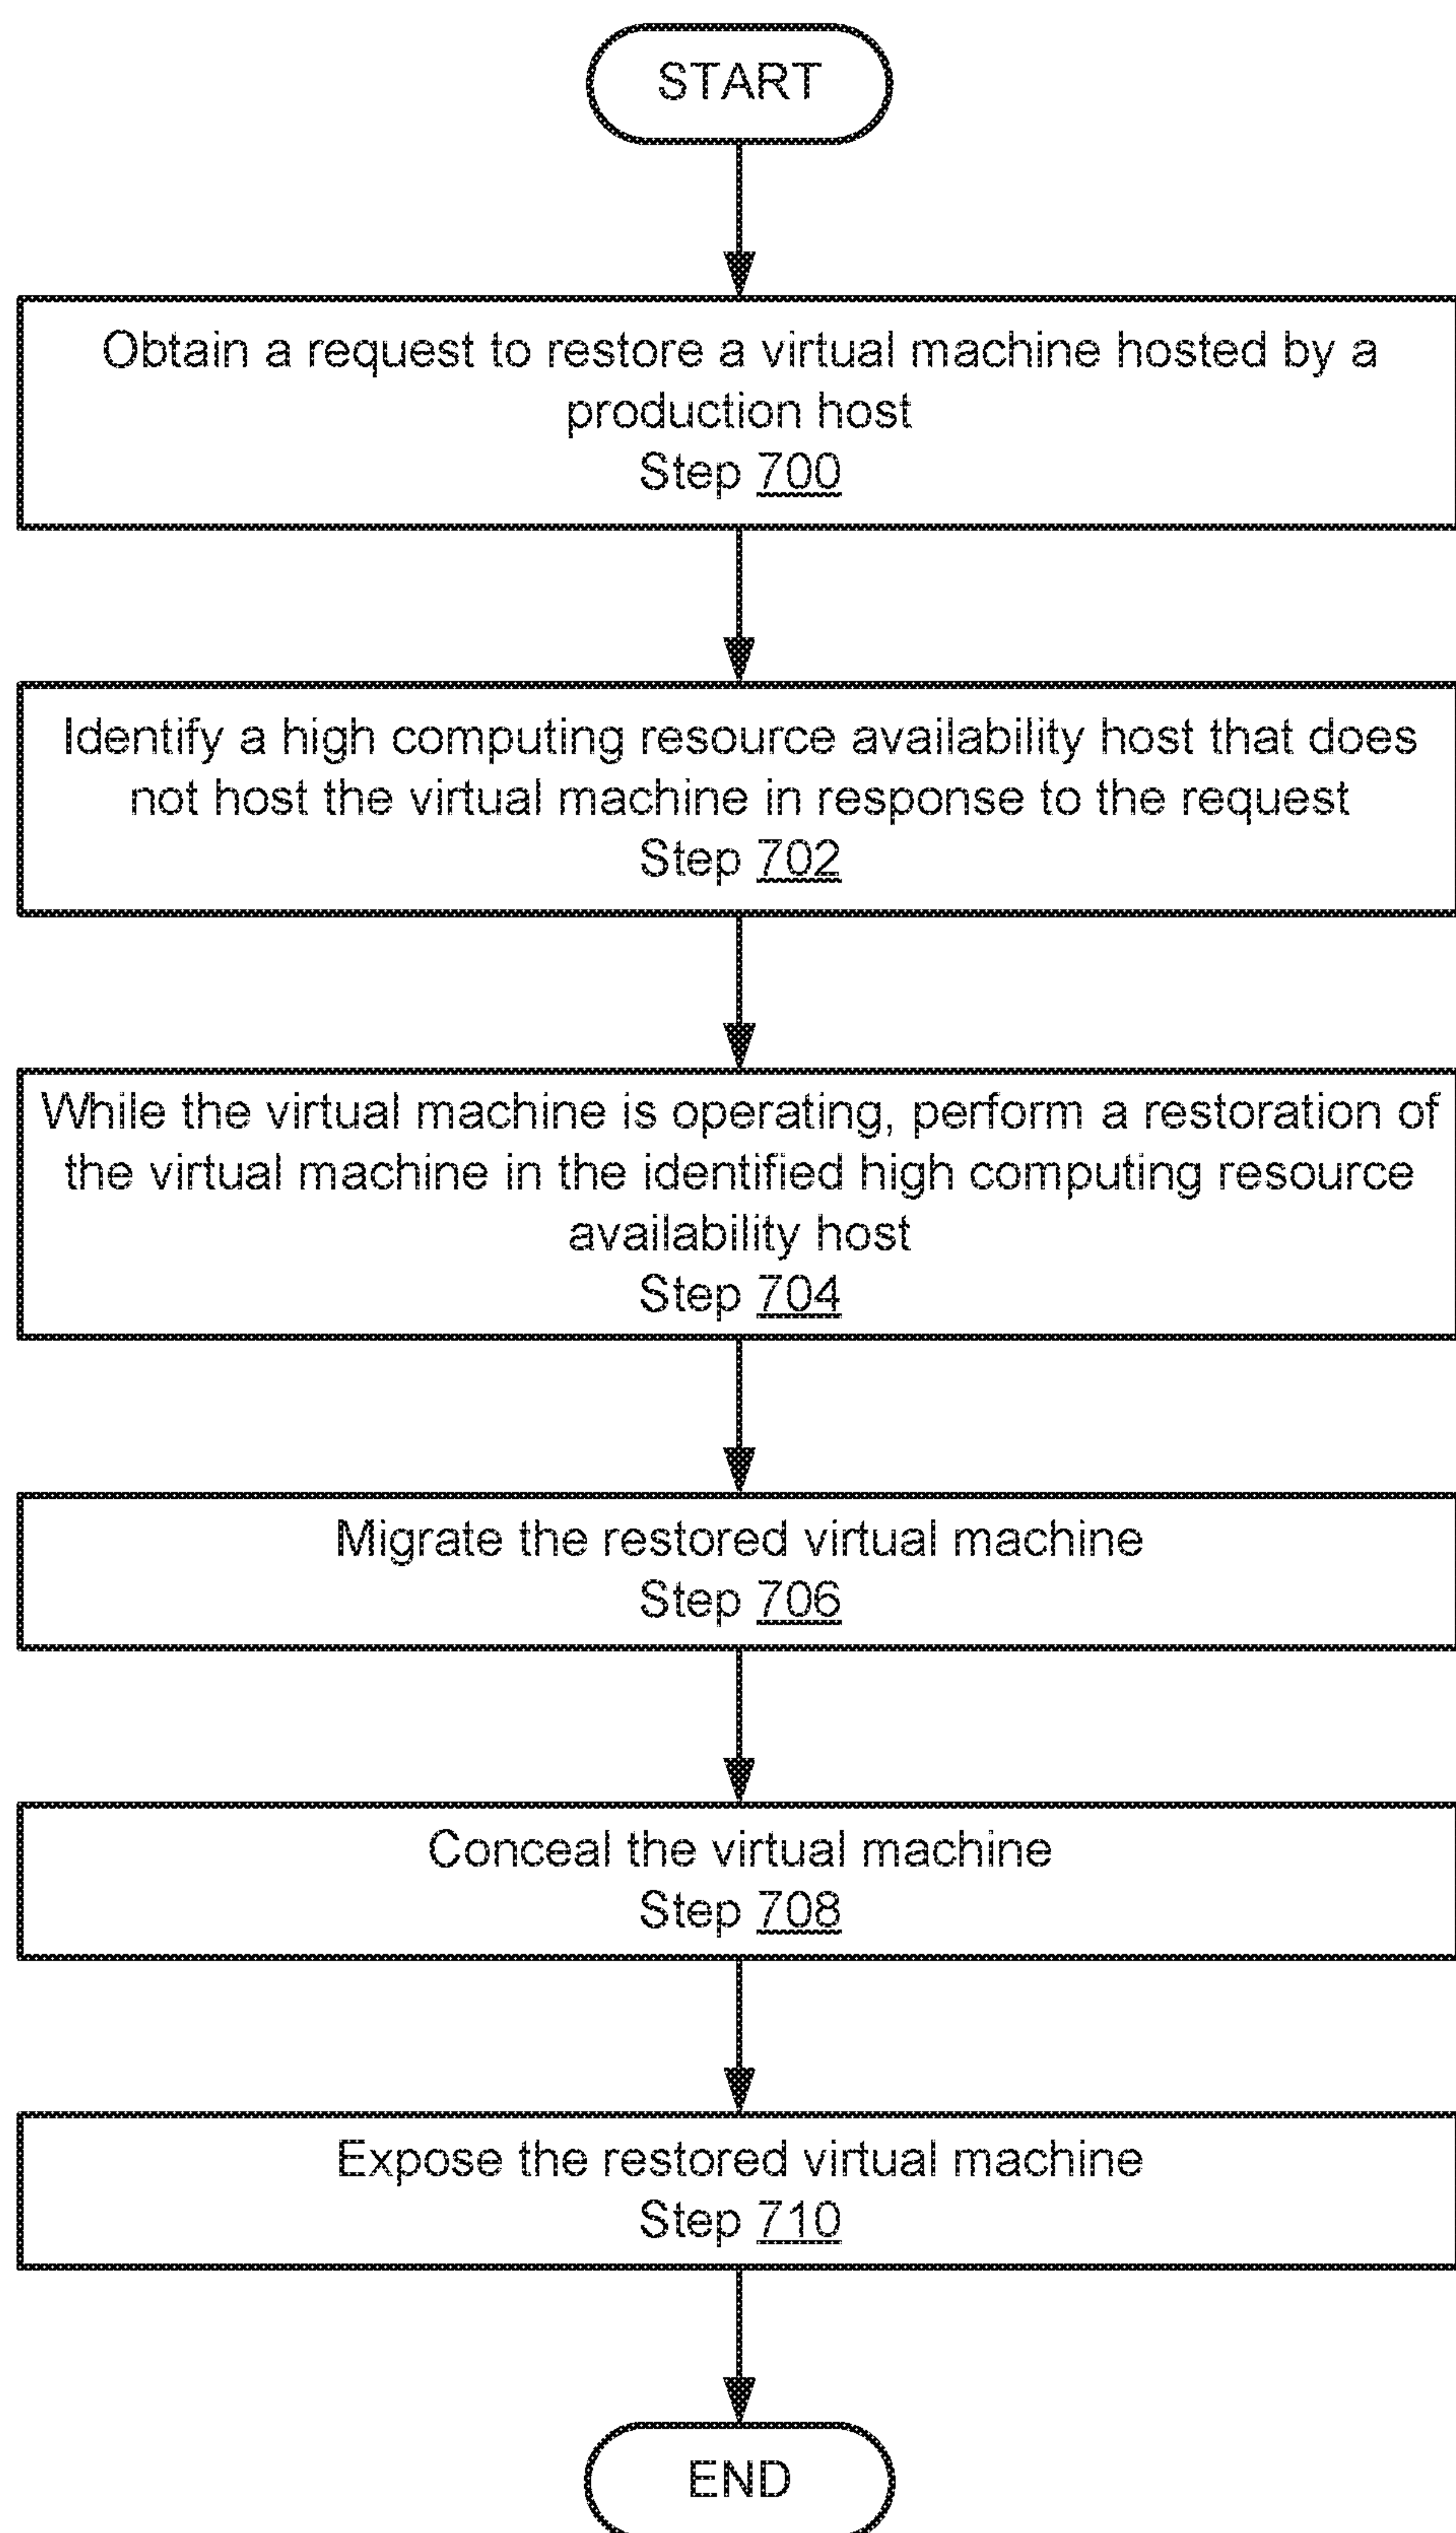 START
Obtain a request to restore a virtual machine hosted by a
production host
Step 700
Identify a high computing resource availability host that does
not host the virtual machine in response to the request
Step 702
While the virtual machine is operating, perform a restoration of
the virtual machine in the identified high computing resource
availability host
Step 704
Migrate the restored virtual machine
Step 706
Conceal the virtual machine
Step 708
Expose the restored virtual machine
Step 710
END